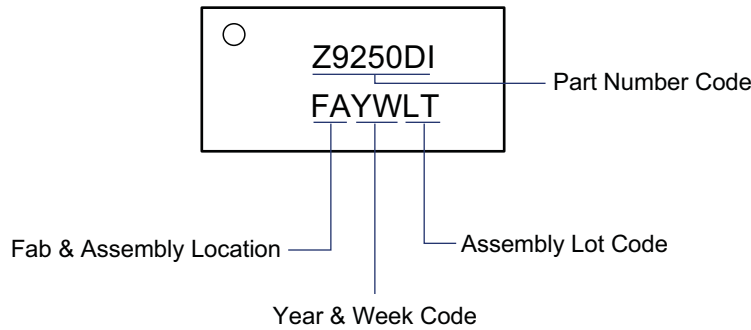 Z9250DI
Part Number Code
FAYWLT
Fab & Assembly Location
Assembly Lot Code
Year & Week Code